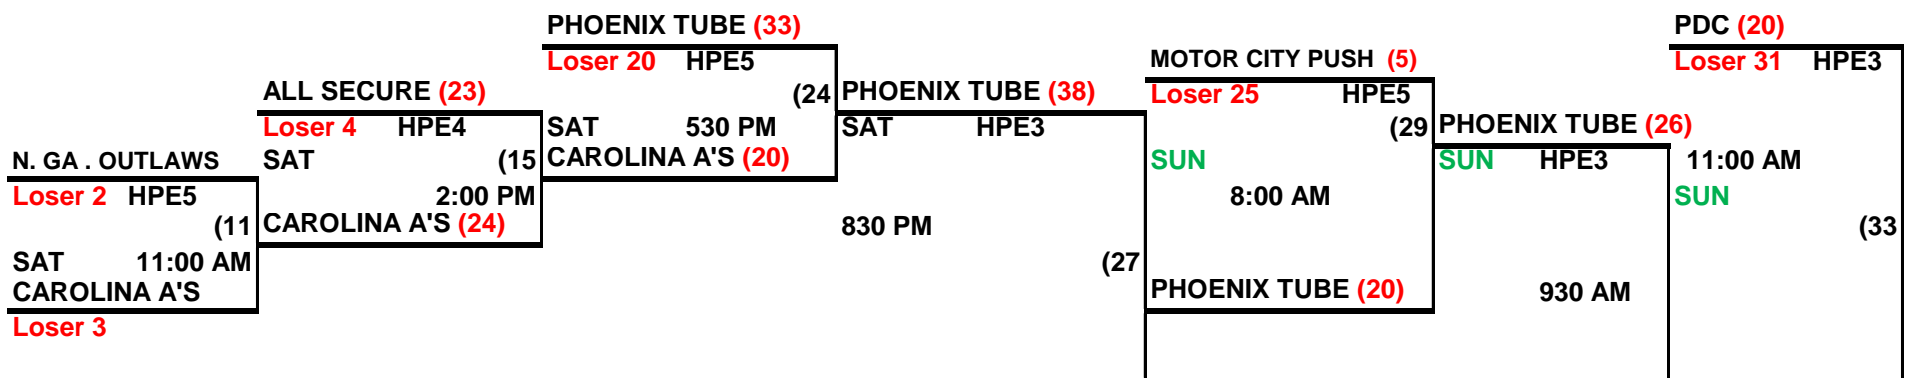 PHOENIX TUBE (33) PDC (20)
Loser 20 HPE5 MOTOR CITY PUSH (5) Loser 31 HPE3
ALL SECURE (23) (24 PHOENIX TUBE (38) Loser 25 HPE5
Loser 4 HPE4 SAT 530 PM SAT HPE3 (29 PHOENIX TUBE (26)
N. GA . OUTLAWS SAT (15 CAROLINA A'S (20) SUN SUN HPE3 11:00 AM
Loser 2 HPE5 2:00 PM 8:00 AM SUN
(11 CAROLINA A'S (24) 830 PM (33
SAT 11:00 AM (27
CAROLINA A'S PHOENIX TUBE (20) 930 AM
Loser 3